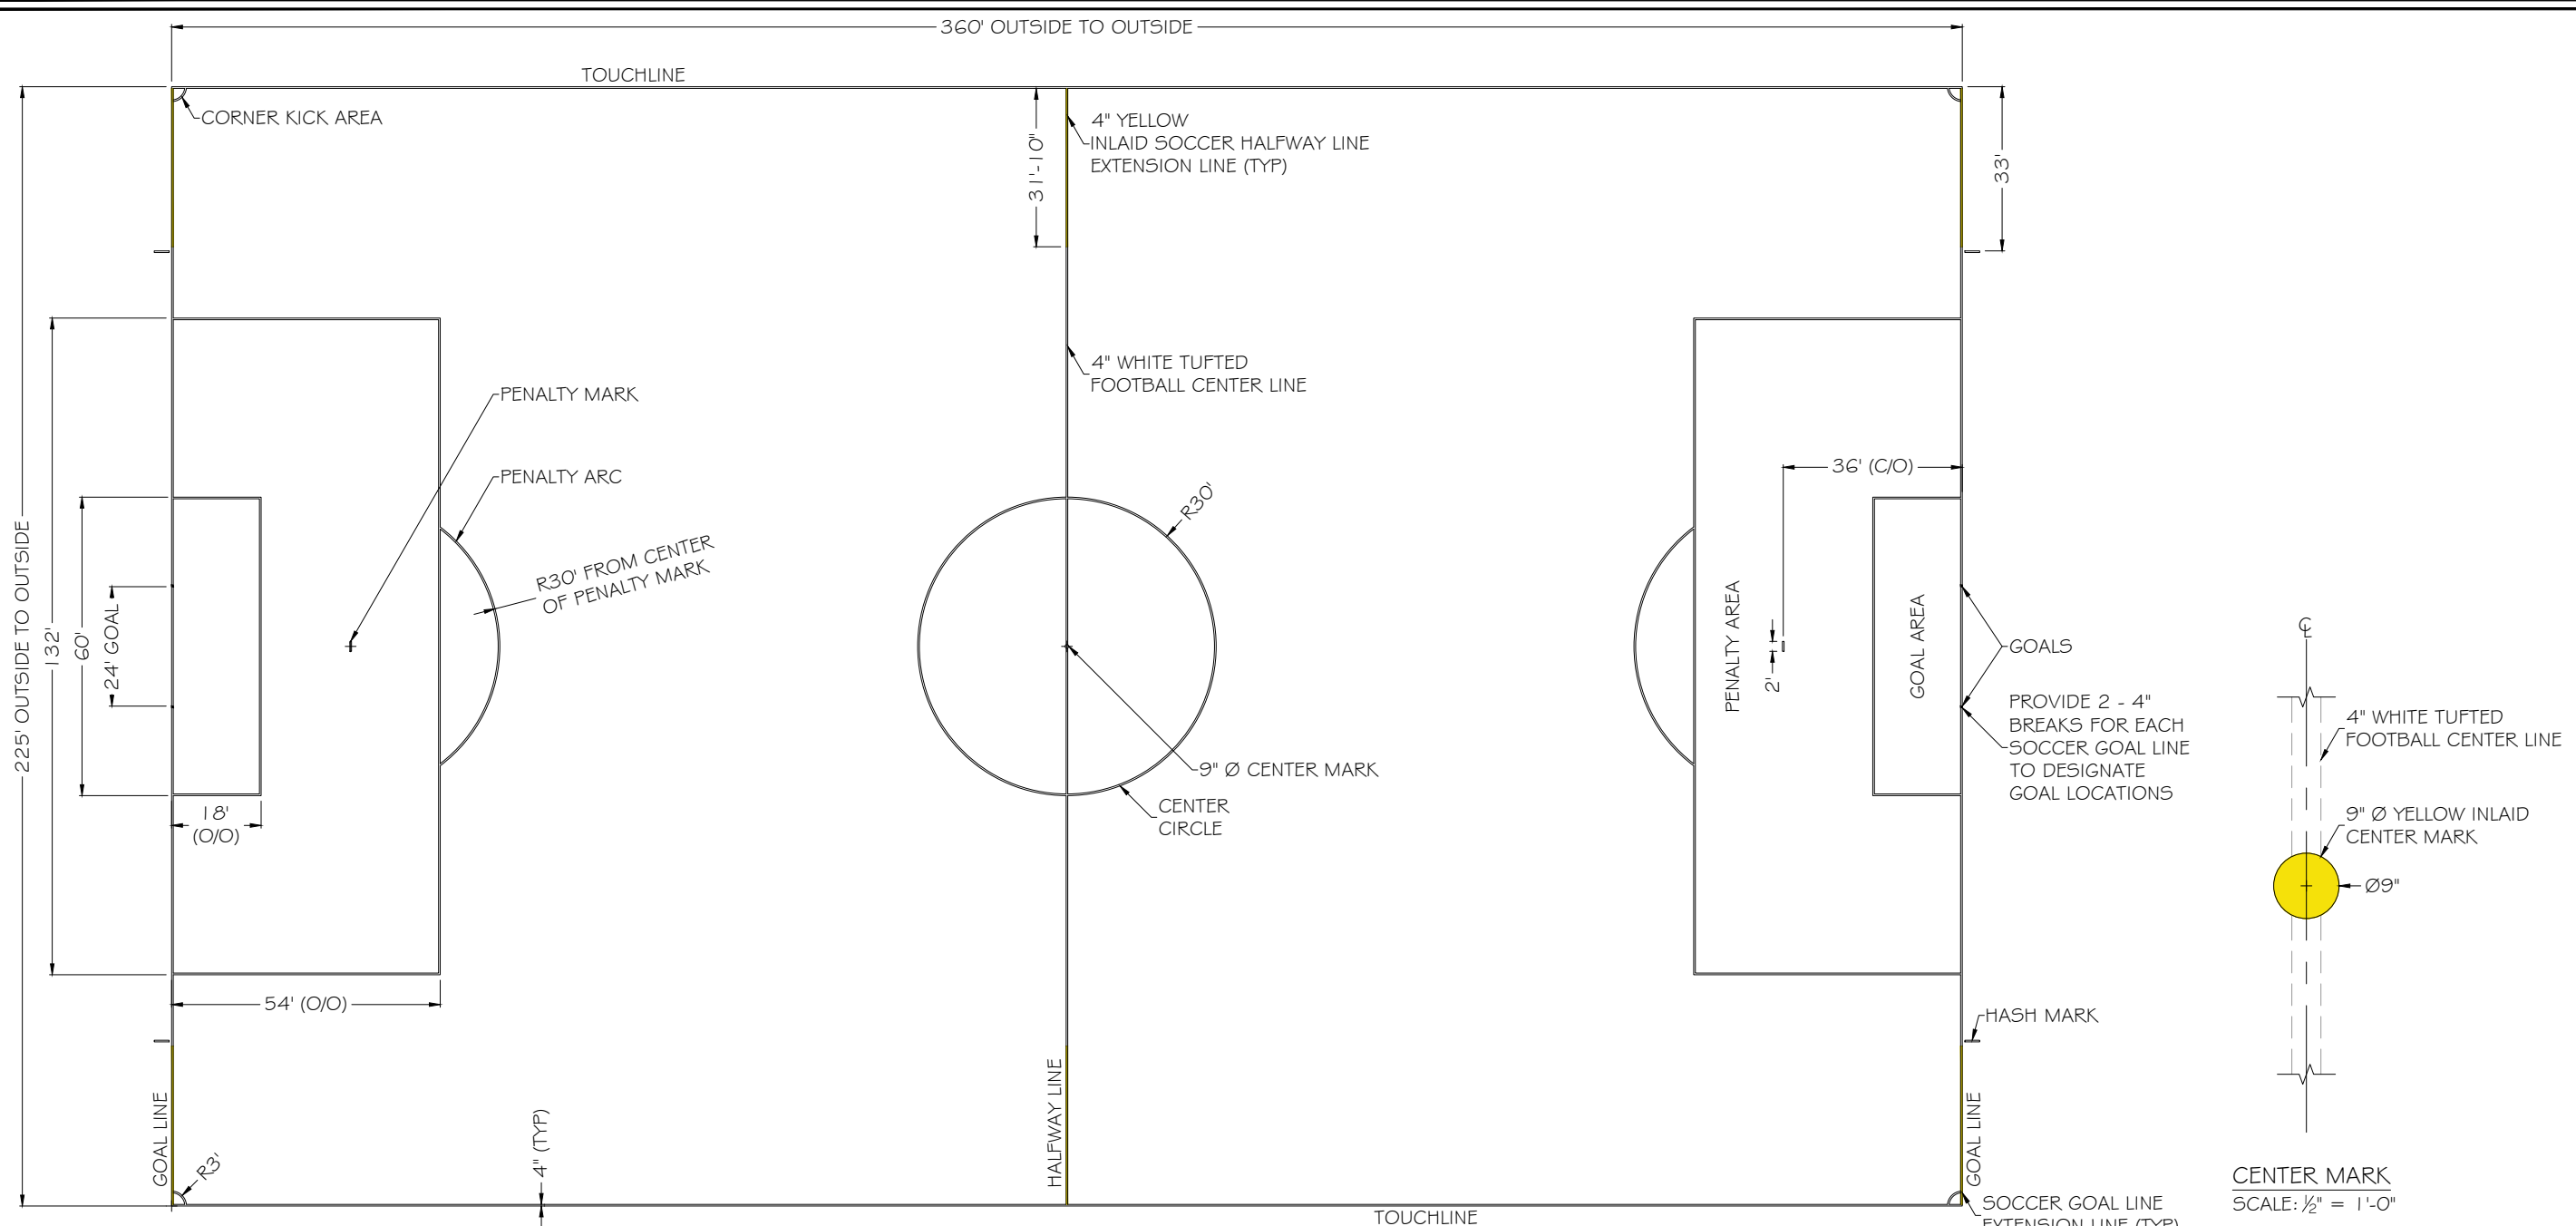 360' OUTSIDE TO OUTSIDE
TOUCHLINE
CORNER KICK AREA
31'-10"
4" YELLOW
INLAID SOCCER HALFWAY LINE
EXTENSION LINE (TYP)
33'
4" WHITE TUFTED
FOOTBALL CENTER LINE
PENALTY MARK
PENALTY ARC
R30' FROM CENTER
OF PENALTY MARK
R30'
36' (C/O)
225' OUTSIDE TO OUTSIDE
132'
60'
24' GOAL
PENALTY AREA
2'
GOAL AREA
GOALS
PROVIDE 2 - 4"
BREAKS FOR EACH
SOCCER GOAL LINE
TO DESIGNATE
GOAL LOCATIONS
9" Ø CENTER MARK
CENTER
CIRCLE
18'
(O/O)
54' (O/O)
HASH MARK
GOAL LINE
R3'
4" (TYP)
HALFWAY LINE
GOAL LINE
TOUCHLINE
SOCCER GOAL LINE
EXTENSION LINE (TYP)
℄
4" WHITE TUFTED
FOOTBALL CENTER LINE
9" Ø YELLOW INLAID
CENTER MARK
Ø9"
CENTER MARK
SCALE: ½" = 1'-0"